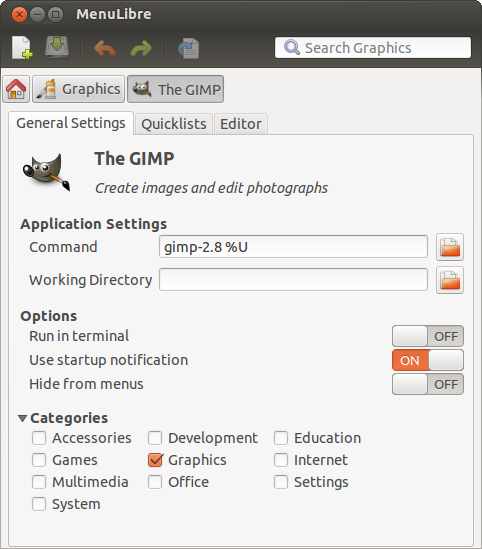 MenuLibre
Search Graphics
Graphics
The GIMP
General Settings Quicklists Editor
The GIMP
Create images and edit photographs
Application Settings
Command gimp-2.8 %U
Working Directory
Options
Run in terminal OFF
Use startup notification ON
Hide from menus OFF
Categories
Accessories Development Education
Games Graphics Internet
Multimedia Office Settings
System